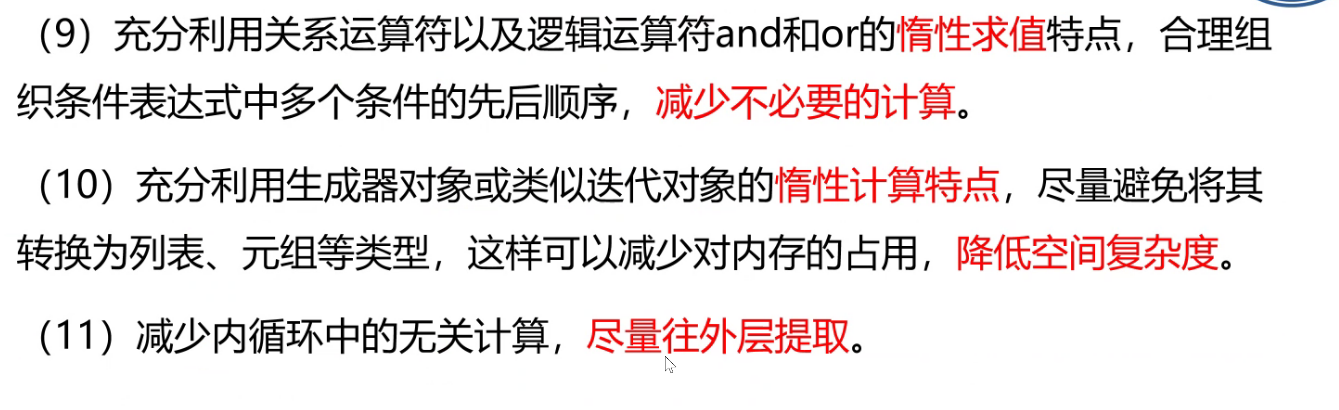 （9）充分利用关系运算符以及逻辑运算符and和or的惰性求值特点，合理组
织条件表达式中多个条件的先后顺序，减少不必要的计算。
（10）充分利用生成器对象或类似迭代对象的惰性计算特点，尽量避免将其
转换为列表、元组等类型，这样可以减少对内存的占用，降低空间复杂度。
（11）减少内循环中的无关计算，尽量往外层提取。